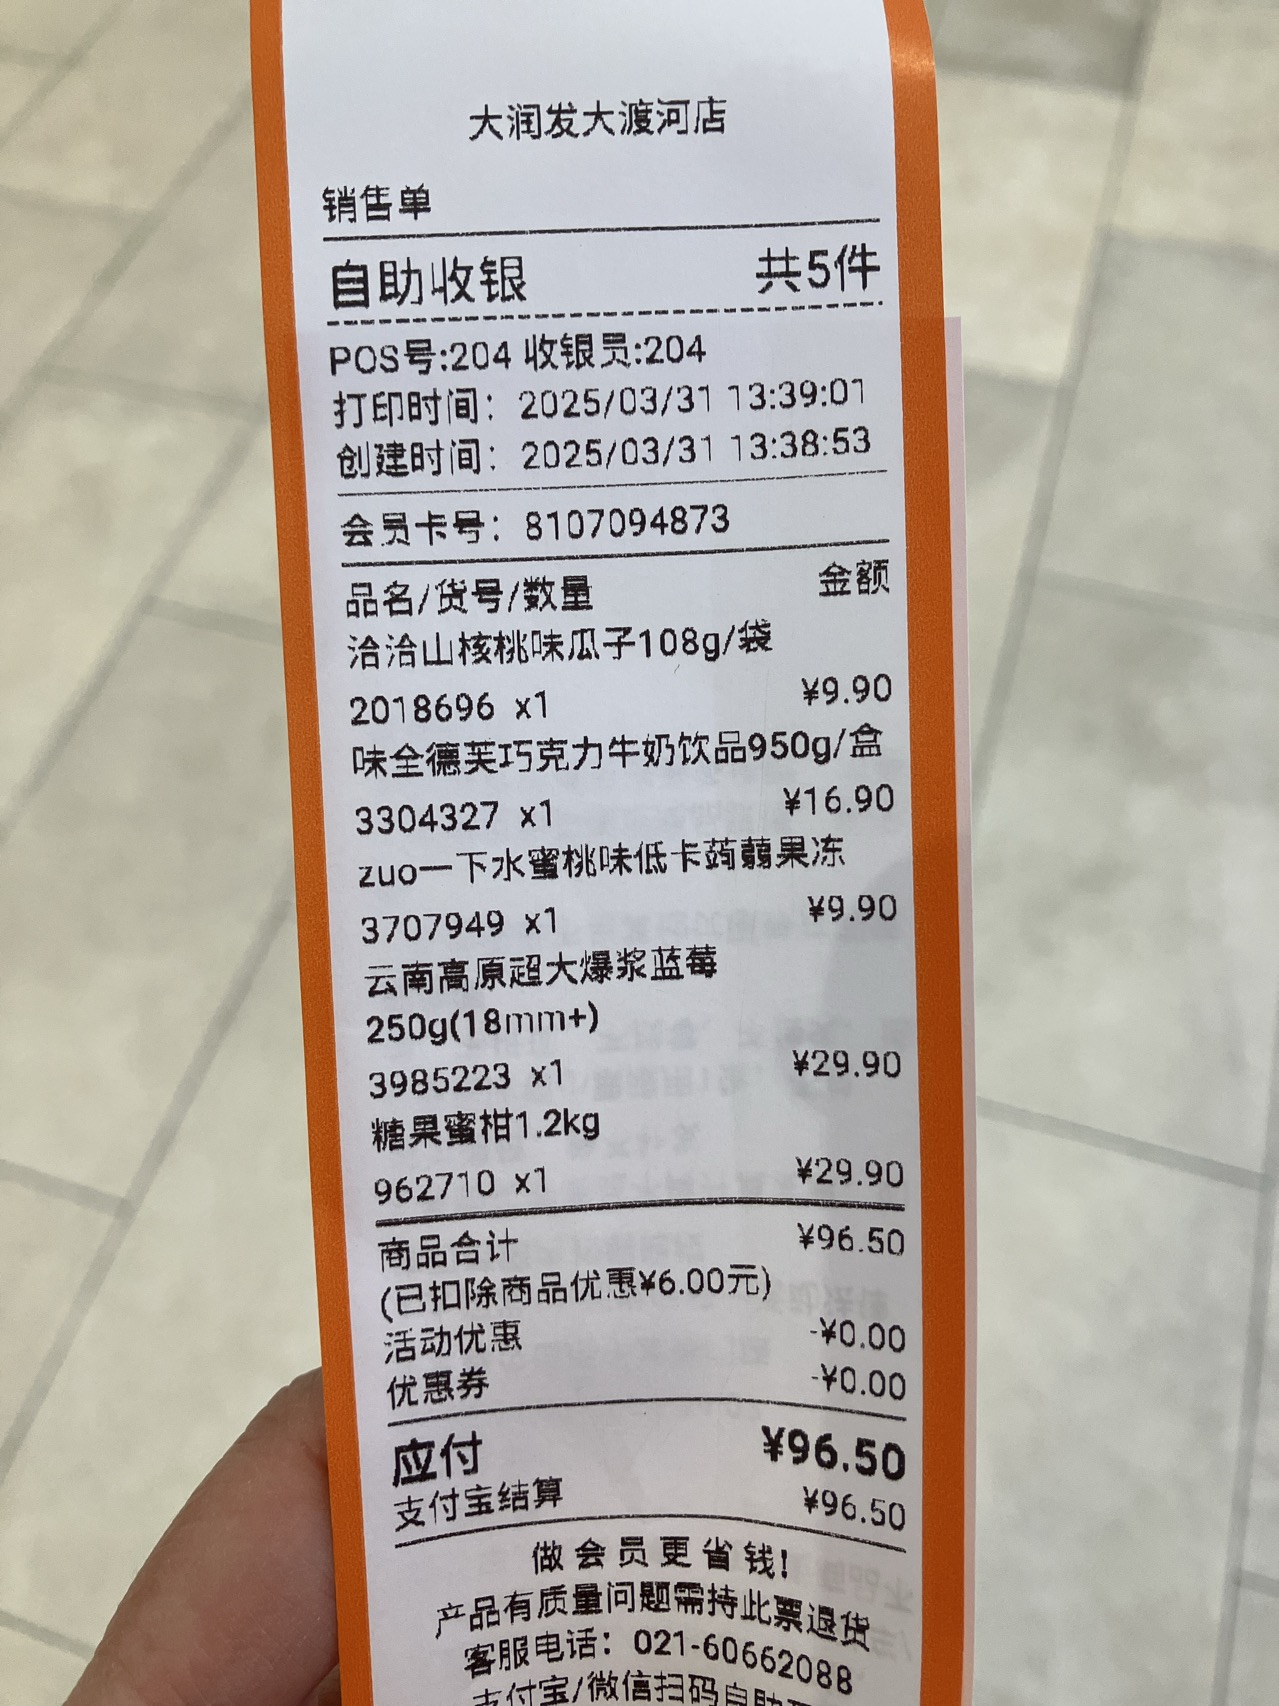 大润发大渡河店
销售单
自助收银 共5件
POS号:204 收银员:204
打印时间：2025/03/31 13:39:01
创建时间：2025/03/31 13:38:53
会员卡号：8107094873
品名/货号/数量 金额
洽洽山核桃味瓜子108g/袋
2018696 x1 ¥9.90
味全德芙巧克力牛奶饮品950g/盒
3304327 x1 ¥16.90
zuo一下水蜜桃味低卡蒟蒻果冻
3707949 x1 ¥9.90
云南高原超大爆浆蓝莓
250g(18mm+)
3985223 x1 ¥29.90
糖果蜜柑1.2kg
962710 x1 ¥29.90
商品合计 ¥96.50
(已扣除商品优惠¥6.00元)
活动优惠 -¥0.00
优惠券 -¥0.00
应付 ¥96.50
支付宝结算 ¥96.50
做会员更省钱!
产品有质量问题需持此票退货
客服电话：021-60662088
支付宝/微信扫码自助